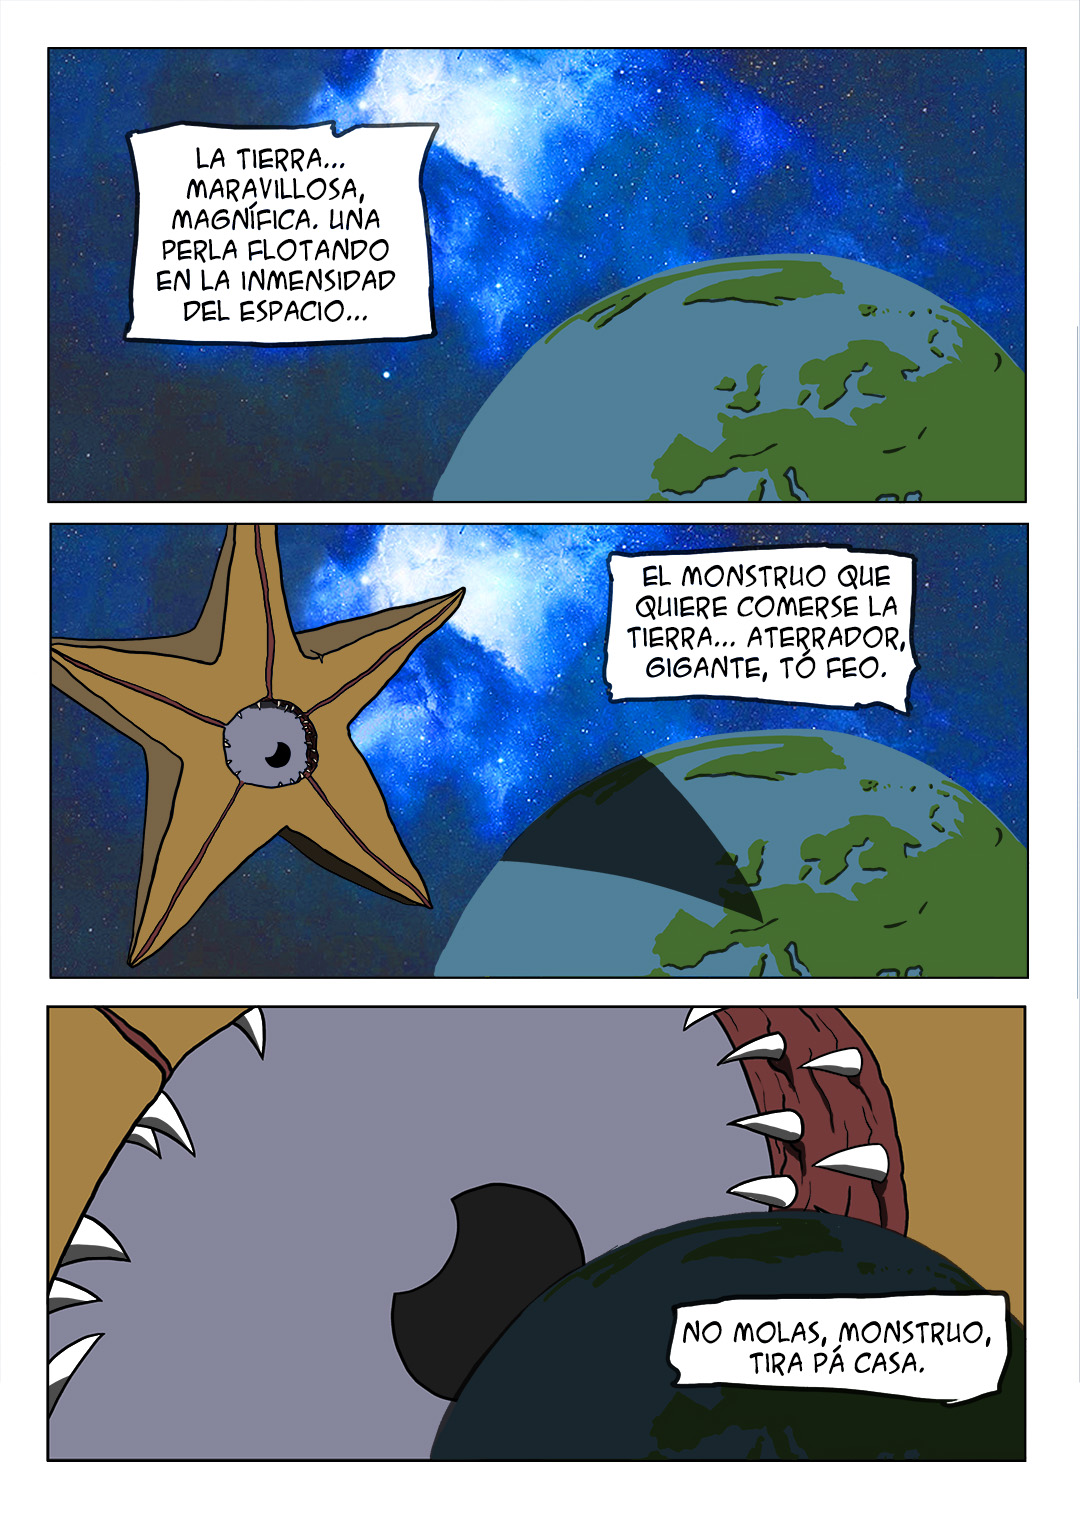 LA TIERRA...
MARAVILLOSA,
MAGNÍFICA. UNA
PERLA FLOTANDO
EN LA INMENSIDAD
DEL ESPACIO...
EL MONSTRUO QUE
QUIERE COMERSE LA
TIERRA... ATERRADOR,
GIGANTE, TÓ FEO.
NO MOLAS, MONSTRUO,
TIRA PÁ CASA.